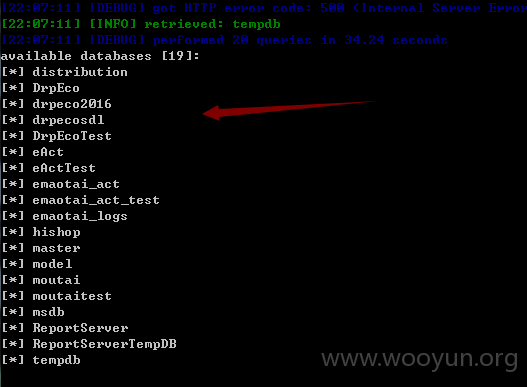 [22:07:11] [DEBUG] got HTTP error code: 500 (Internal Server Error
[22:07:11] [INFO] retrieved: tempdb
[22:07:11] [DEBUG] performed 20 queries in 34.24 seconds
available databases [19]:
[*] distribution
[*] DrpEco
[*] drpeco2016
[*] drpecosdl
[*] DrpEcoTest
[*] eAct
[*] eActTest
[*] emaotai_act
[*] emaotai_act_test
[*] emaotai_logs
[*] hishop
[*] master
[*] model
[*] moutai
[*] moutaitest
[*] msdb
[*] ReportServer
[*] ReportServerTempDB
[*] tempdb
www.wooyun.org